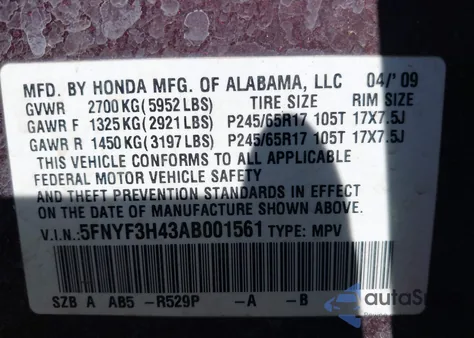 MFD. BY HONDA MFG. OF ALABAMA, LLC 04/'09
GVWR 2700 KG (5952 LBS) TIRE SIZE RIM SIZE
GAWR F 1325 KG (2921 LBS) P245/65R17 105T 17X7.5J
GAWR R 1450 KG (3197 LBS) P245/65R17 105T 17X7.5J
THIS VEHICLE CONFORMS TO ALL APPLICABLE
FEDERAL MOTOR VEHICLE SAFETY
AND THEFT PREVENTION STANDARDS IN EFFECT
ON THE DATE OF MANUFACTURE SHOWN ABOVE.
V.I.N.: 5FNYF3H43AB001561 TYPE: MPV
SZB A AB5 -R529P -A -B